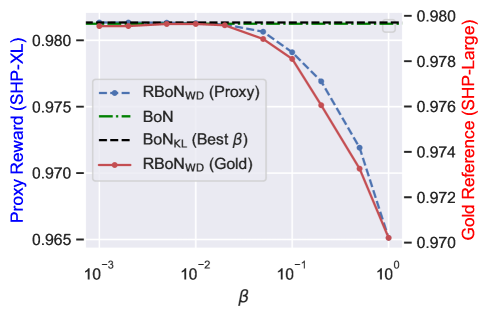 Proxy Reward (SHP-XL)
0.980
0.975
0.970
0.965
RBoN_WD (Proxy)
BoN
BoN_KL (Best β)
RBoN_WD (Gold)
0.980
0.978
0.976
0.974
0.972
0.970
Gold Reference (SHP-Large)
10⁻³ 10⁻² 10⁻¹ 10⁰
β